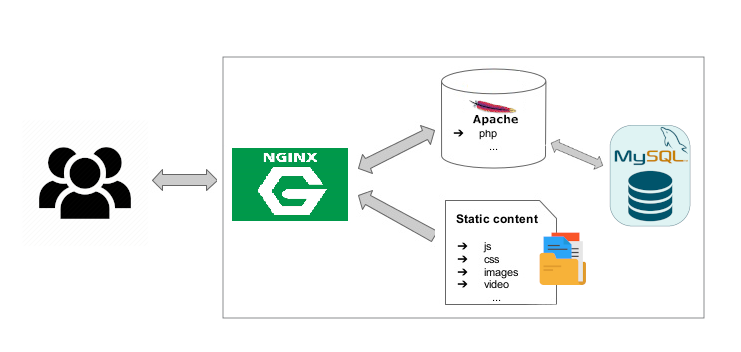 NGINX
Apache
➔ php
...
MySQL
Static content
➔ js
➔ css
➔ images
➔ video
...